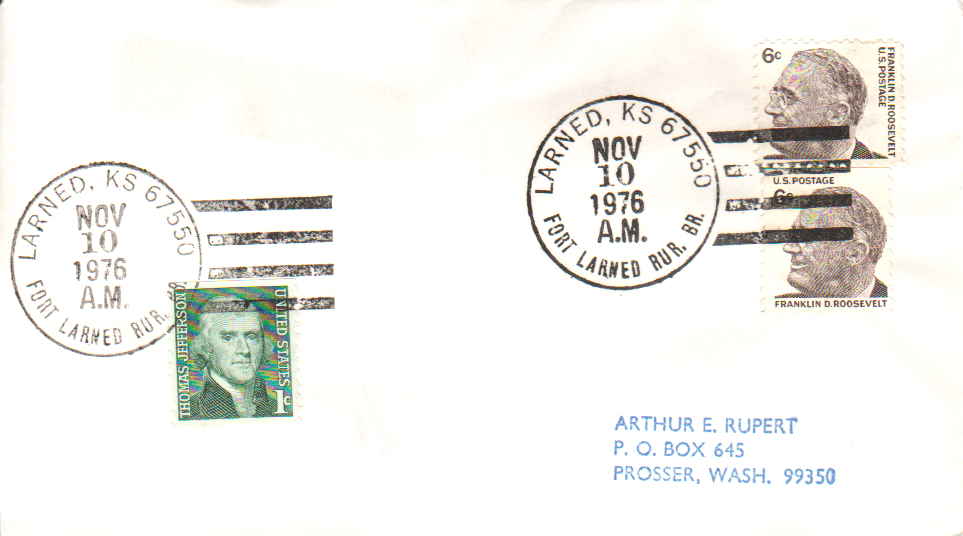 LARNED, KS 67550
NOV
10
1976
A.M.
FORT LARNED RUR. BR.
LARNED, KS 67550
NOV
10
1976
A.M.
FORT LARNED RUR. BR.
6c
FRANKLIN D. ROOSEVELT
U.S. POSTAGE
U.S. POSTAGE
6c
FRANKLIN D. ROOSEVELT
THOMAS JEFFERSON
UNITED STATES
1c
ARTHUR E. RUPERT
P. O. BOX 645
PROSSER, WASH. 99350